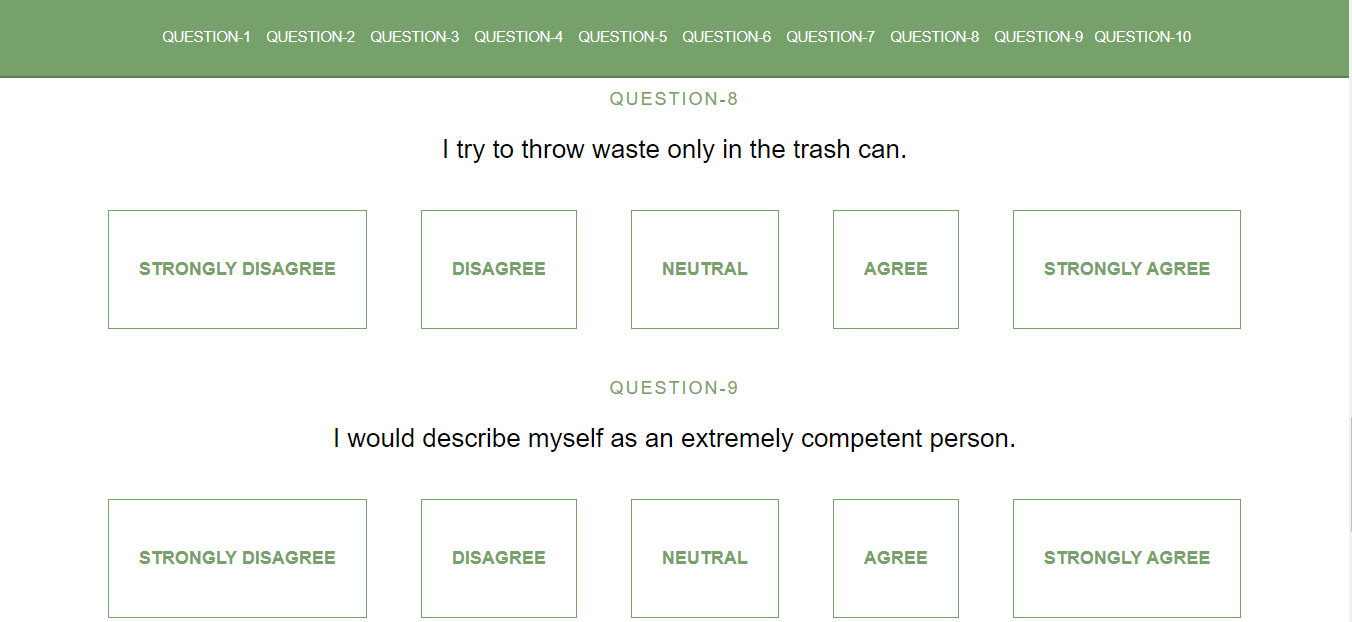 QUESTION-1 QUESTION-2 QUESTION-3 QUESTION-4 QUESTION-5 QUESTION-6 QUESTION-7 QUESTION-8 QUESTION-9 QUESTION-10
QUESTION-8
I try to throw waste only in the trash can.
STRONGLY DISAGREE DISAGREE NEUTRAL AGREE STRONGLY AGREE
QUESTION-9
I would describe myself as an extremely competent person.
STRONGLY DISAGREE DISAGREE NEUTRAL AGREE STRONGLY AGREE